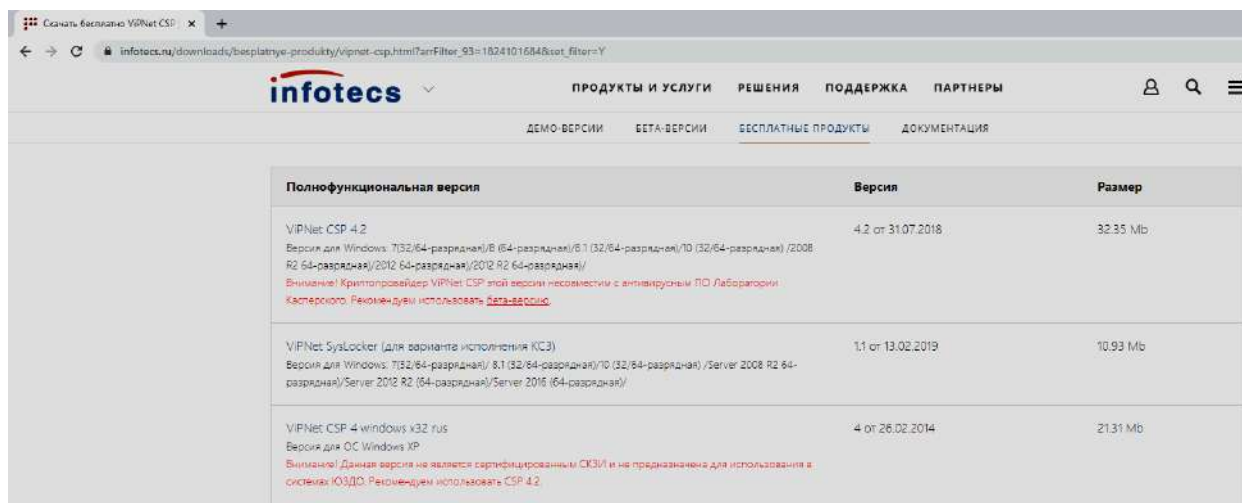 Скачать бесплатно ViPNet CSP
infotecs.ru/downloads/besplatnye-produkty/vipnet-csp.html?arrFilter_93=1824101684&set_filter=Y
infotecs
ПРОДУКТЫ И УСЛУГИ РЕШЕНИЯ ПОДДЕРЖКА ПАРТНЕРЫ
ДЕМО-ВЕРСИИ БЕТА-ВЕРСИИ БЕСПЛАТНЫЕ ПРОДУКТЫ ДОКУМЕНТАЦИЯ
Полнофункциональная версия Версия Размер
ViPNet CSP 4.2 4.2 от 31.07.2018 32.35 Mb
Версия для Windows: 7(32/64-разрядная)/8 (64-разрядная)/8.1 (32/64-разрядная)/10 (32/64-разрядная) /2008
R2 64-разрядная)/2012 64-разрядная)/2012 R2 64-разрядная)/
Внимание! Криптопровайдер ViPNet CSP этой версии несовместим с антивирусным ПО Лаборатории
Касперского. Рекомендуем использовать бета-версию.
ViPNet SysLocker (для варианта исполнения КС3) 1.1 от 13.02.2019 10.93 Mb
Версия для Windows: 7(32/64-разрядная)/ 8.1 (32/64-разрядная)/10 (32/64-разрядная) /Server 2008 R2 64-
разрядная)/Server 2012 R2 (64-разрядная)/Server 2016 (64-разрядная)/
ViPNet CSP 4 windows x32 rus 4 от 26.02.2014 21.31 Mb
Версия для ОС Windows XP
Внимание! Данная версия не является сертифицированным СКЗИ и не предназначена для использования в
системах ЮЗДО. Рекомендуем использовать CSP 4.2.